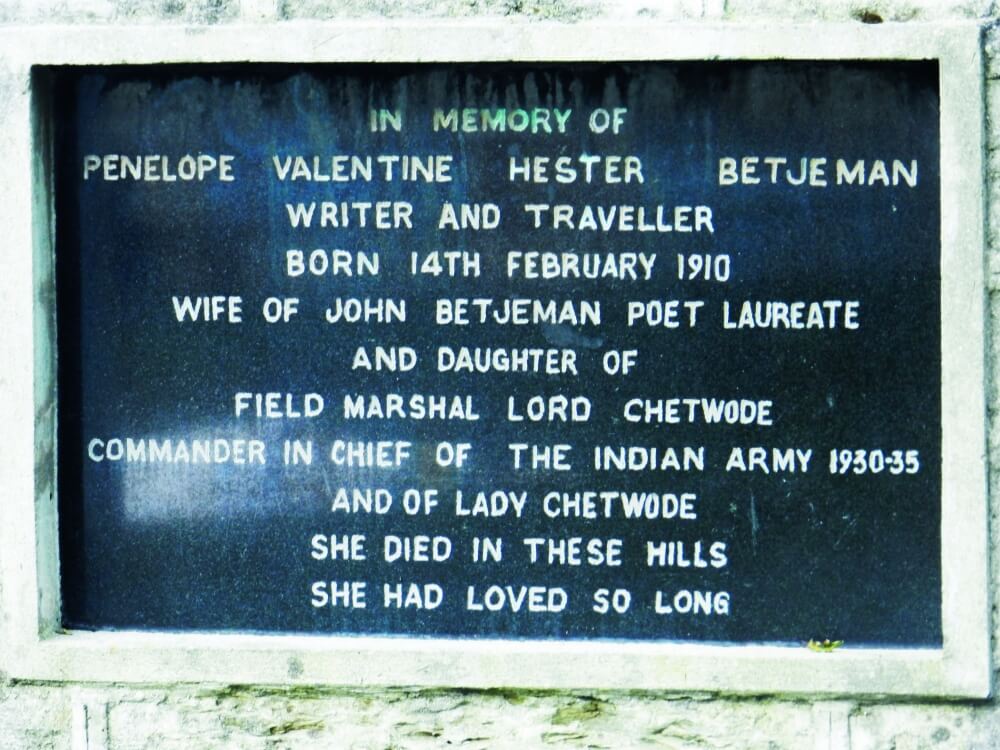 IN MEMORY OF
PENELOPE VALENTINE HESTER BETJEMAN
WRITER AND TRAVELLER
BORN 14TH FEBRUARY 1910
WIFE OF JOHN BETJEMAN POET LAUREATE
AND DAUGHTER OF
FIELD MARSHAL LORD CHETWODE
COMMANDER IN CHIEF OF THE INDIAN ARMY 1930-35
AND OF LADY CHETWODE
SHE DIED IN THESE HILLS
SHE HAD LOVED SO LONG